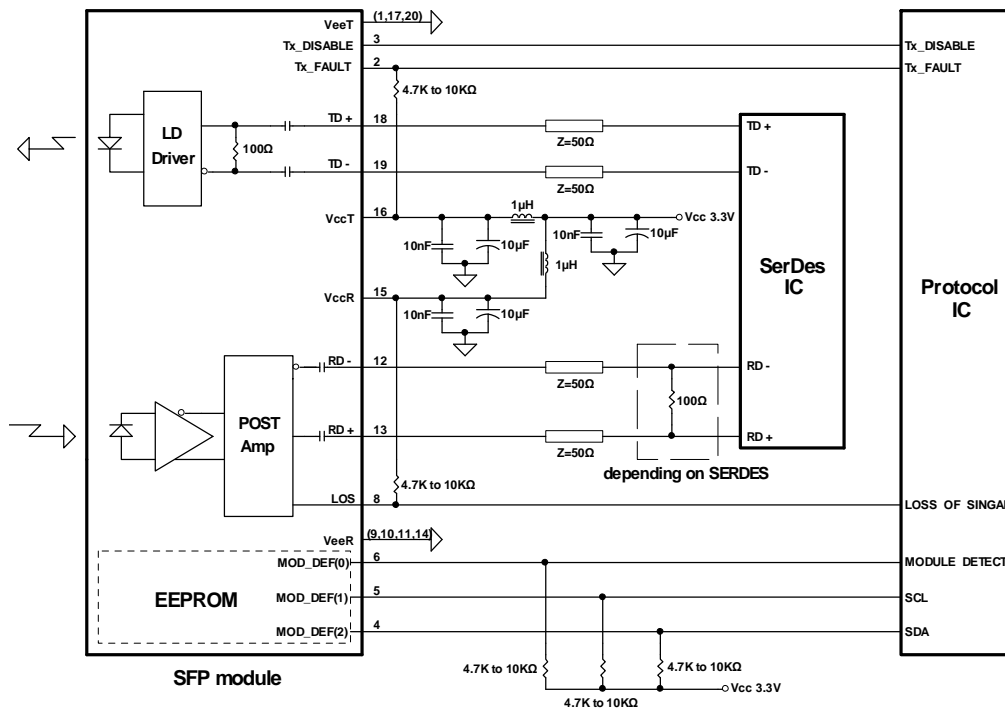 VeeT
(1,17,20)
Tx_DISABLE
3
Tx_DISABLE
Tx_FAULT
2
Tx_FAULT
4.7K to 10KΩ
LD
Driver
100Ω
TD +
18
Z=50Ω
TD +
TD -
19
Z=50Ω
TD -
VccT
16
1µH
Vcc 3.3V
10nF
10µF
10nF
10µF
1µH
SerDes
IC
Protocol
IC
VccR
15
10nF
10µF
RD -
12
Z=50Ω
RD -
100Ω
POST
Amp
RD +
13
Z=50Ω
RD +
depending on SERDES
4.7K to 10KΩ
LOS
8
LOSS OF SINGAL
VeeR
(9,10,11,14)
MOD_DEF(0)
6
MODULE DETECT
EEPROM
MOD_DEF(1)
5
SCL
MOD_DEF(2)
4
SDA
4.7K to 10KΩ
4.7K to 10KΩ
4.7K to 10KΩ
Vcc 3.3V
SFP module